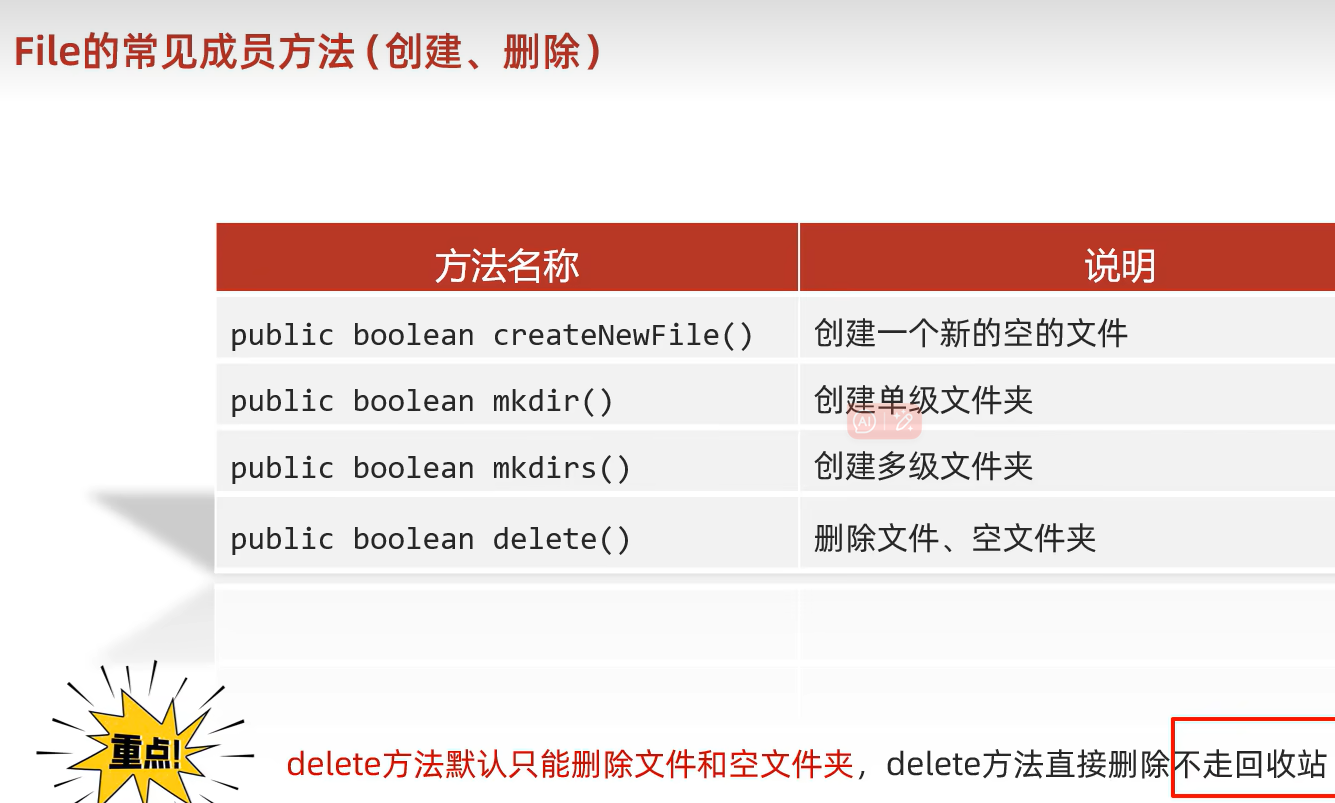 File的常见成员方法(创建、删除)
方法名称 说明
public boolean createNewFile() 创建一个新的空的文件
public boolean mkdir() 创建单级文件夹
AI
public boolean mkdirs() 创建多级文件夹
public boolean delete() 删除文件、空文件夹
重点!
delete方法默认只能删除文件和空文件夹，delete方法直接删除不走回收站